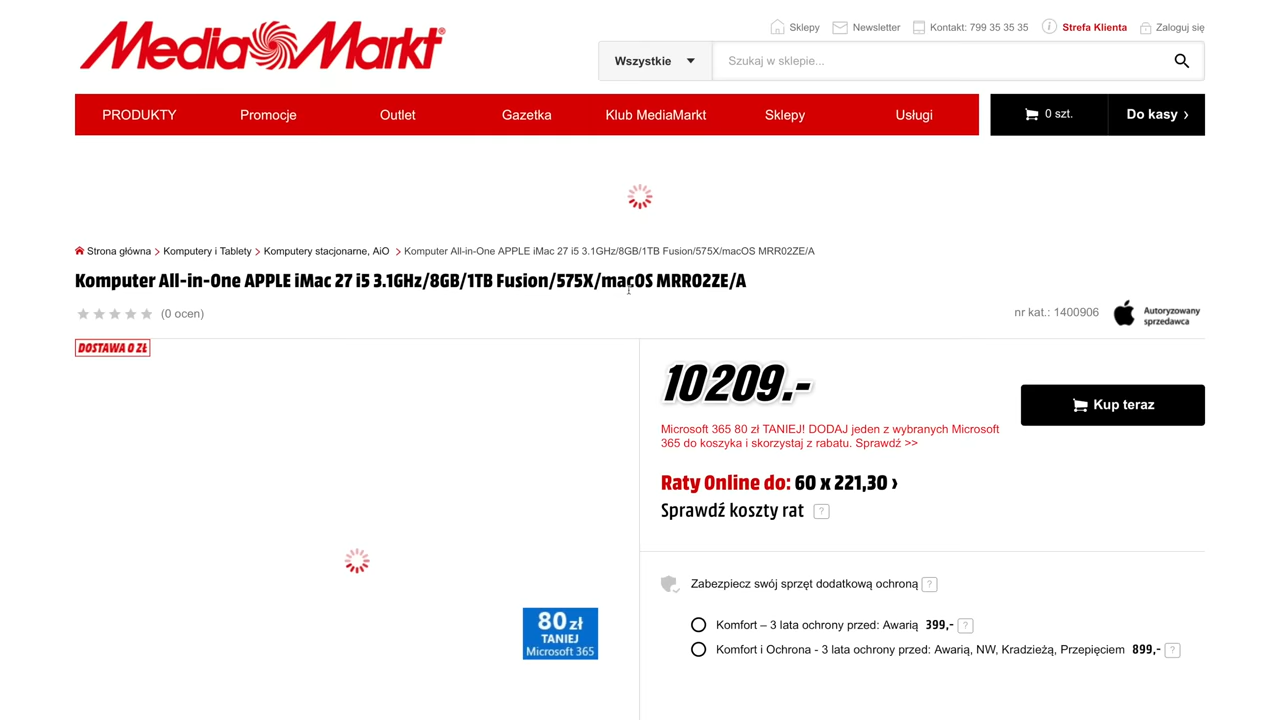 Sklepy Newsletter Kontakt: 799 35 35 35 Strefa Klienta Zaloguj się
Media Markt®
Wszystkie Szukaj w sklepie...
PRODUKTY Promocje Outlet Gazetka Klub MediaMarkt Sklepy Usługi 0 szt. Do kasy ›
Strona główna Komputery i Tablety Komputery stacjonarne, AiO Komputer All-in-One APPLE iMac 27 i5 3.1GHz/8GB/1TB Fusion/575X/macOS MRR02ZE/A
Komputer All-in-One APPLE iMac 27 i5 3.1GHz/8GB/1TB Fusion/575X/macOS MRR02ZE/A
(0 ocen) nr kat.: 1400906 Autoryzowany
sprzedawca
DOSTAWA 0 ZŁ
10209.-
Kup teraz
Microsoft 365 80 zł TANIEJ! DODAJ jeden z wybranych Microsoft
365 do koszyka i skorzystaj z rabatu. Sprawdź >>
Raty Online do: 60 x 221,30 ›
Sprawdź koszty rat ?
Zabezpiecz swój sprzęt dodatkową ochroną ?
80 zł
TANIEJ
Microsoft 365
Komfort – 3 lata ochrony przed: Awarią 399,- ?
Komfort i Ochrona - 3 lata ochrony przed: Awarią, NW, Kradzieżą, Przepięciem 899,- ?